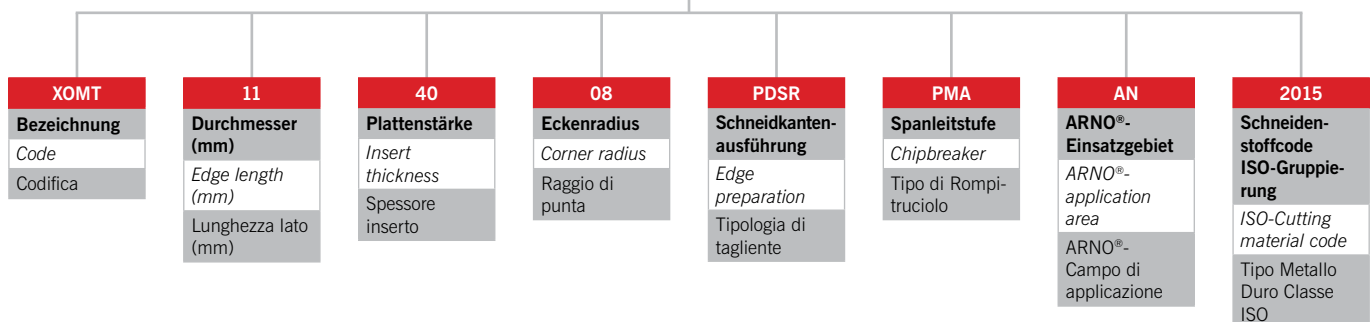 XOMT
Bezeichnung
Code
Codifica
11
Durchmesser
(mm)
Edge length
(mm)
Lunghezza lato
(mm)
40
Plattenstärke
Insert
thickness
Spessore
inserto
08
Eckenradius
Corner radius
Raggio di
punta
PDSR
Schneidkanten-
ausführung
Edge
preparation
Tipologia di
tagliente
PMA
Spanleitstufe
Chipbreaker
Tipo di Rompi-
truciolo
AN
ARNO®-
Einsatzgebiet
ARNO®-
application
area
ARNO®-
Campo di
applicazione
2015
Schneiden-
stoffcode
ISO-Gruppie-
rung
ISO-Cutting
material code
Tipo Metallo
Duro Classe
ISO